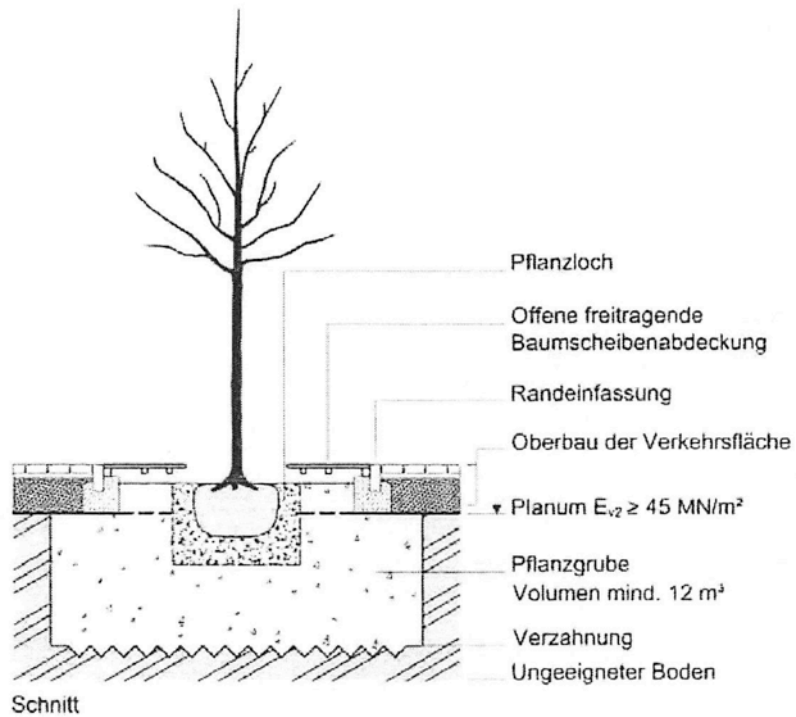 Pflanzloch
Offene freitragende
Baumscheibenabdeckung
Randeinfassung
Oberbau der Verkehrsfläche
Planum Ev2 ≥ 45 MN/m²
Pflanzgrube
Volumen mind. 12 m³
Verzahnung
Ungeeigneter Boden
Schnitt